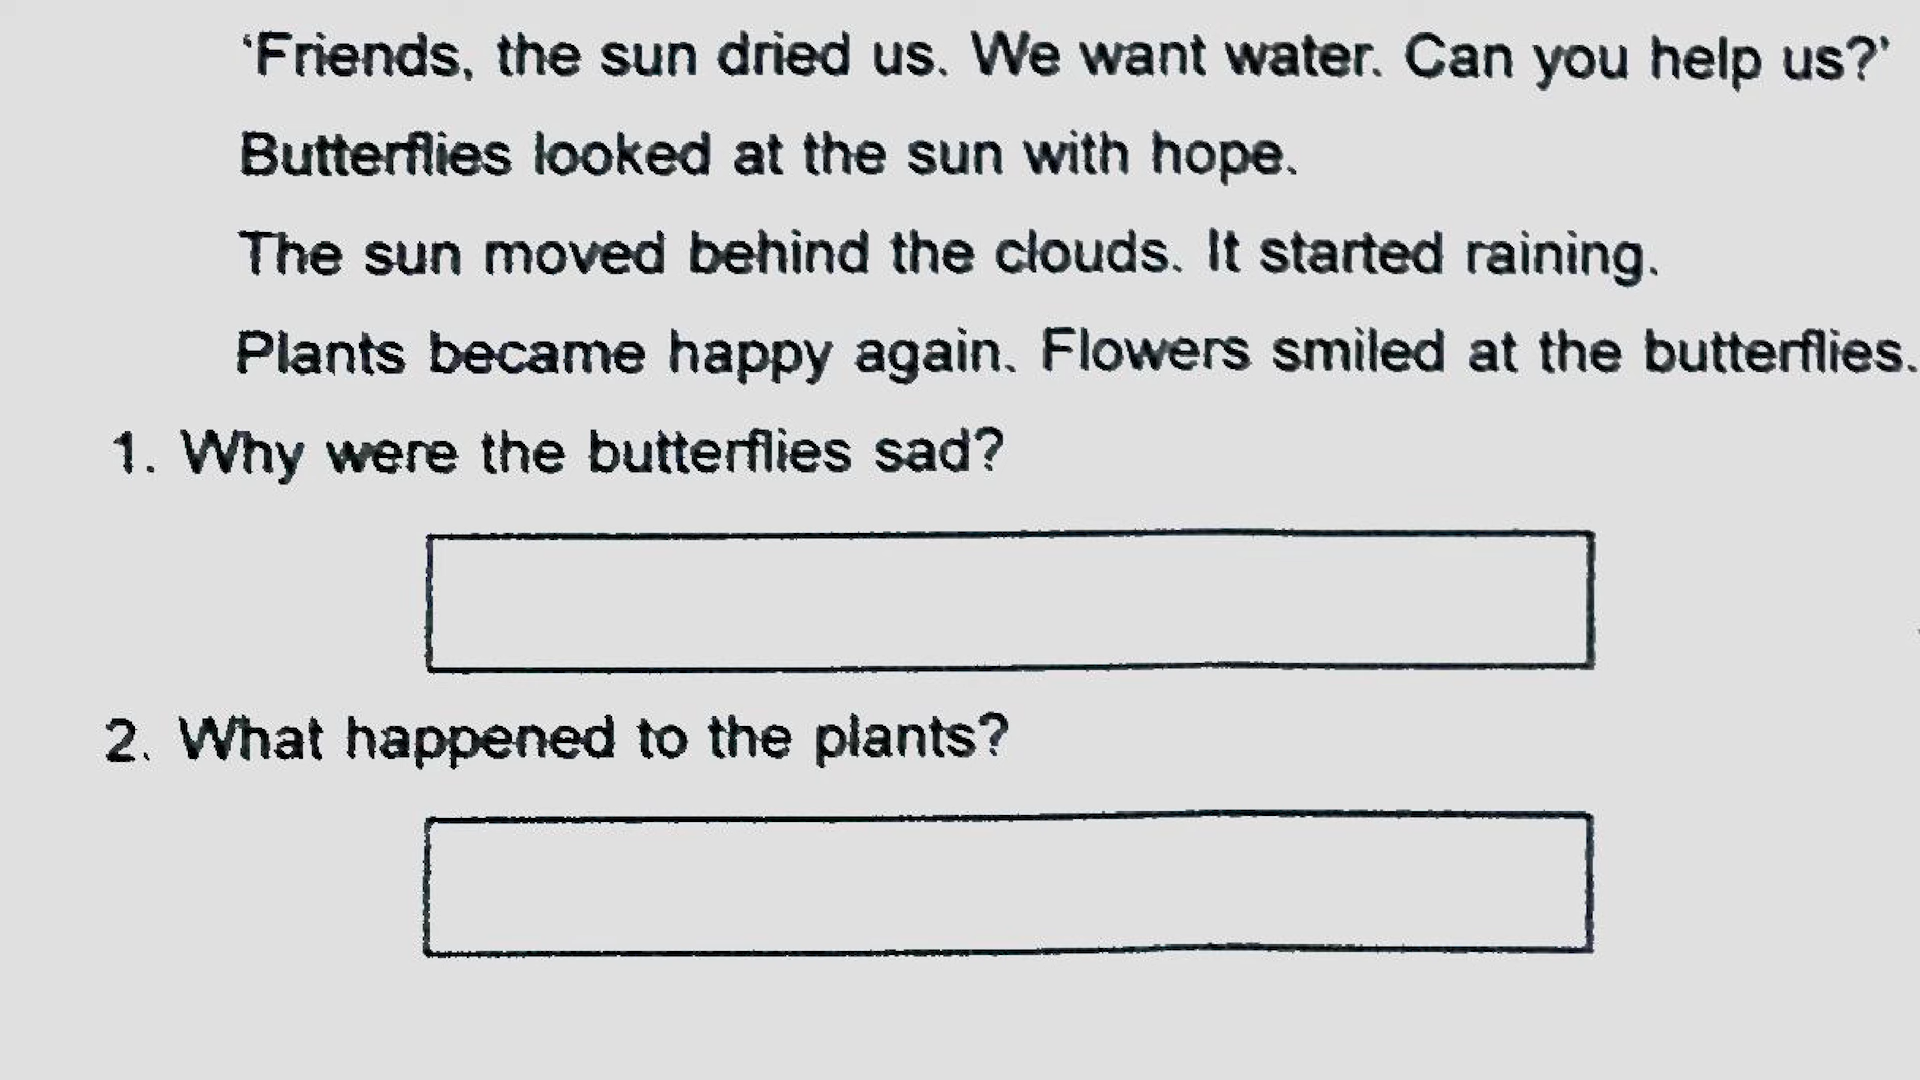 ‘Friends, the sun dried us. We want water. Can you help us?’
Butterflies looked at the sun with hope.
The sun moved behind the clouds. It started raining.
Plants became happy again. Flowers smiled at the butterflies.
1. Why were the butterflies sad?
2. What happened to the plants?